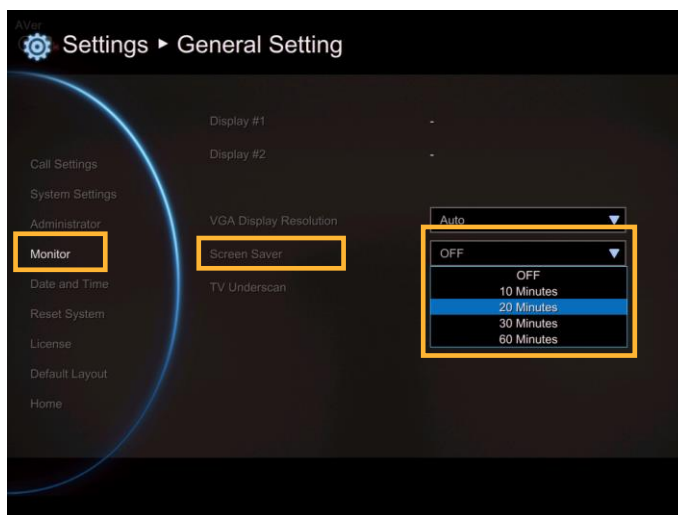 AVer
Settings ► General Setting
Display #1 -
Display #2 -
Call Settings
System Settings
Administrator
VGA Display Resolution Auto ▼
Monitor
Screen Saver OFF ▼
OFF
10 Minutes
20 Minutes
30 Minutes
60 Minutes
Date and Time
TV Underscan
Reset System
License
Default Layout
Home